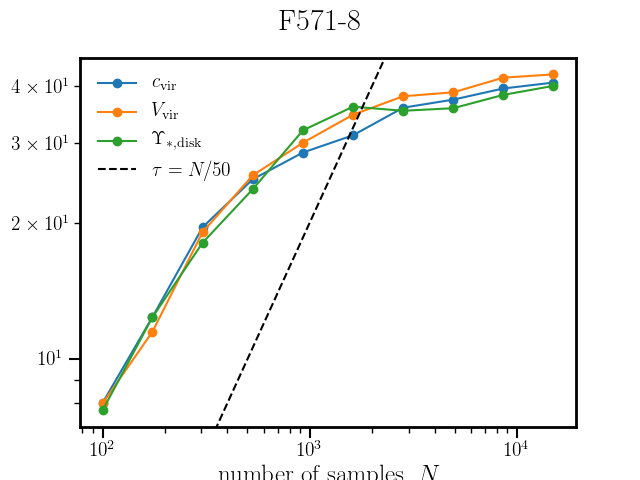 F571-8
c_vir
V_vir
Υ_{*,disk}
τ = N/50
4 × 10^1
3 × 10^1
2 × 10^1
10^1
10^2
10^3
10^4
number of samples, N